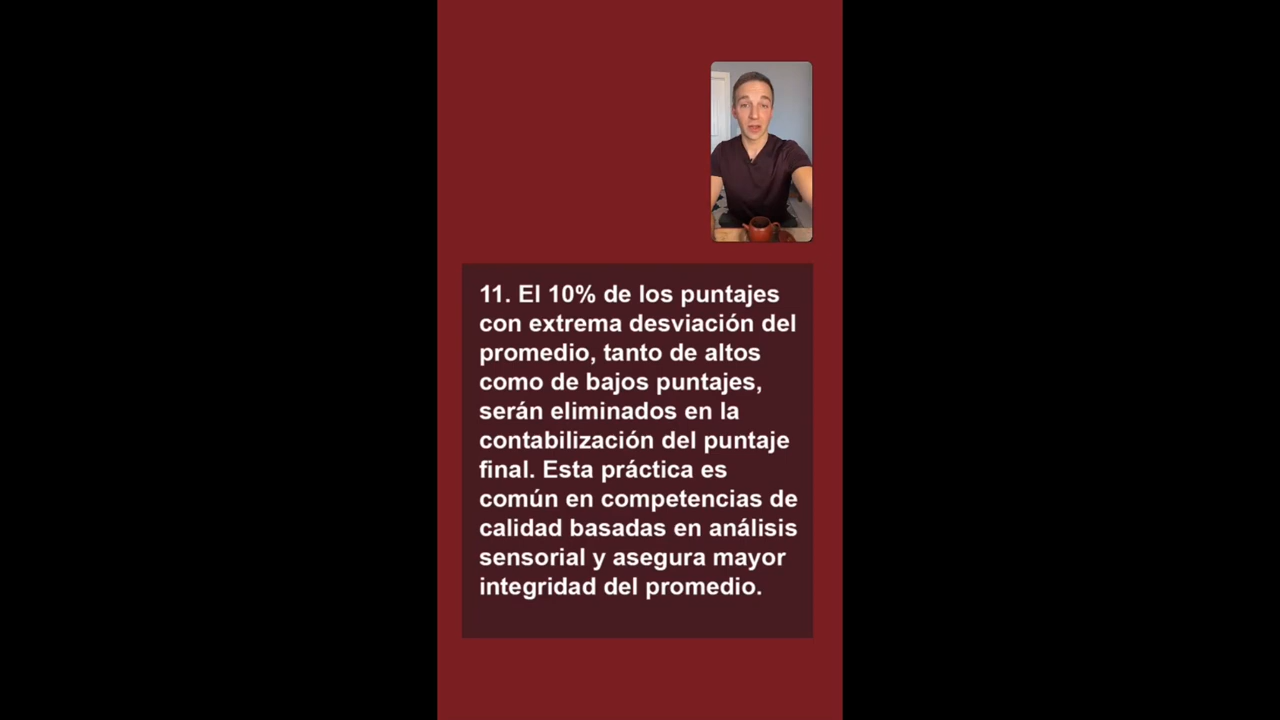 11. El 10% de los puntajes
con extrema desviación del
promedio, tanto de altos
como de bajos puntajes,
serán eliminados en la
contabilización del puntaje
final. Esta práctica es
común en competencias de
calidad basadas en análisis
sensorial y asegura mayor
integridad del promedio.